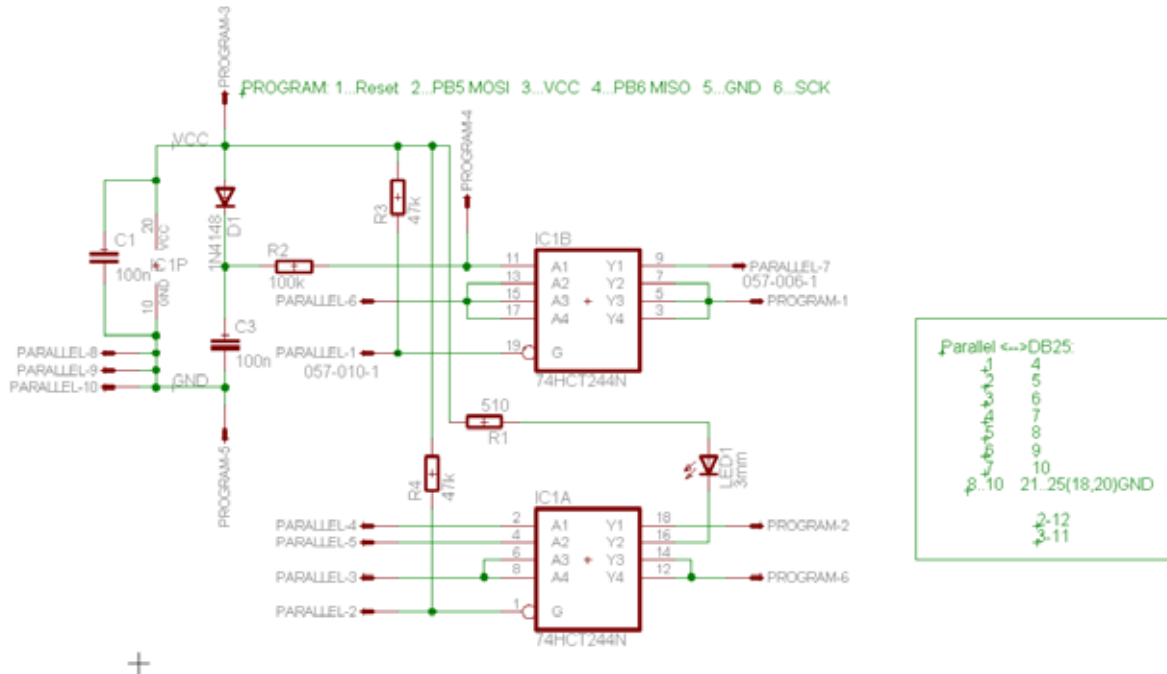 PROGRAM-3
PROGRAM: 1...Reset 2...PB5 MOSI 3...VCC 4...PB6 MISO 5...GND 6...SCK
VCC
PROGRAM-4
C1
100n
20
VCC
IC1P
10
GND
1N4148
D1
R2
100k
R3
47k
C3
100n
PARALLEL-8
PARALLEL-9
PARALLEL-10
GND
PROGRAM-5
IC1B
11 A1 Y1 9
13 A2 Y2 7
15 A3 Y3 5
17 A4 Y4 3
19 G
74HCT244N
PARALLEL-6
PARALLEL-1
057-010-1
PARALLEL-7
057-006-1
PROGRAM-1
510
R1
R4
47k
LED1
3mm
IC1A
2 A1 Y1 18
4 A2 Y2 16
6 A3 Y3 14
8 A4 Y4 12
1 G
74HCT244N
PARALLEL-4
PARALLEL-5
PARALLEL-3
PARALLEL-2
PROGRAM-2
PROGRAM-6
Parallel <-->DB25:
1 4
2 5
3 6
4 7
5 8
6 9
7 10
8..10 21..25(18,20)GND
2-12
3-11